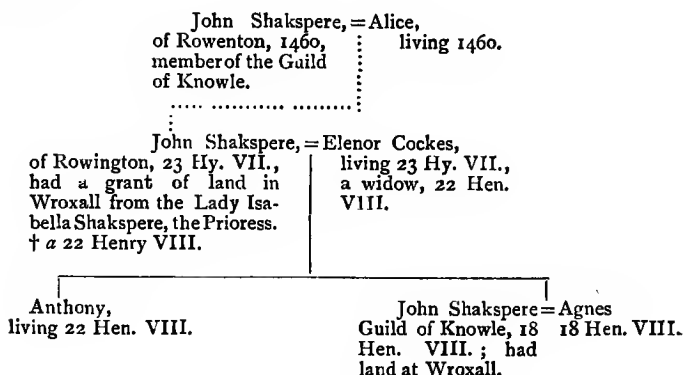 John Shakspere, = Alice,
of Rowenton, 1460, living 1460.
member of the Guild
of Knowle.
John Shakspere, = Elenor Cockes,
of Rowington, 23 Hy. VII., living 23 Hy. VII.,
had a grant of land in a widow, 22 Hen.
Wroxall from the Lady Isa- VIII.
bella Shakspere, the Prioress.
† a 22 Henry VIII.
Anthony,
living 22 Hen. VIII.
John Shakspere = Agnes
Guild of Knowle, 18 18 Hen. VIII.
Hen. VIII. ; had
land at Wroxall.